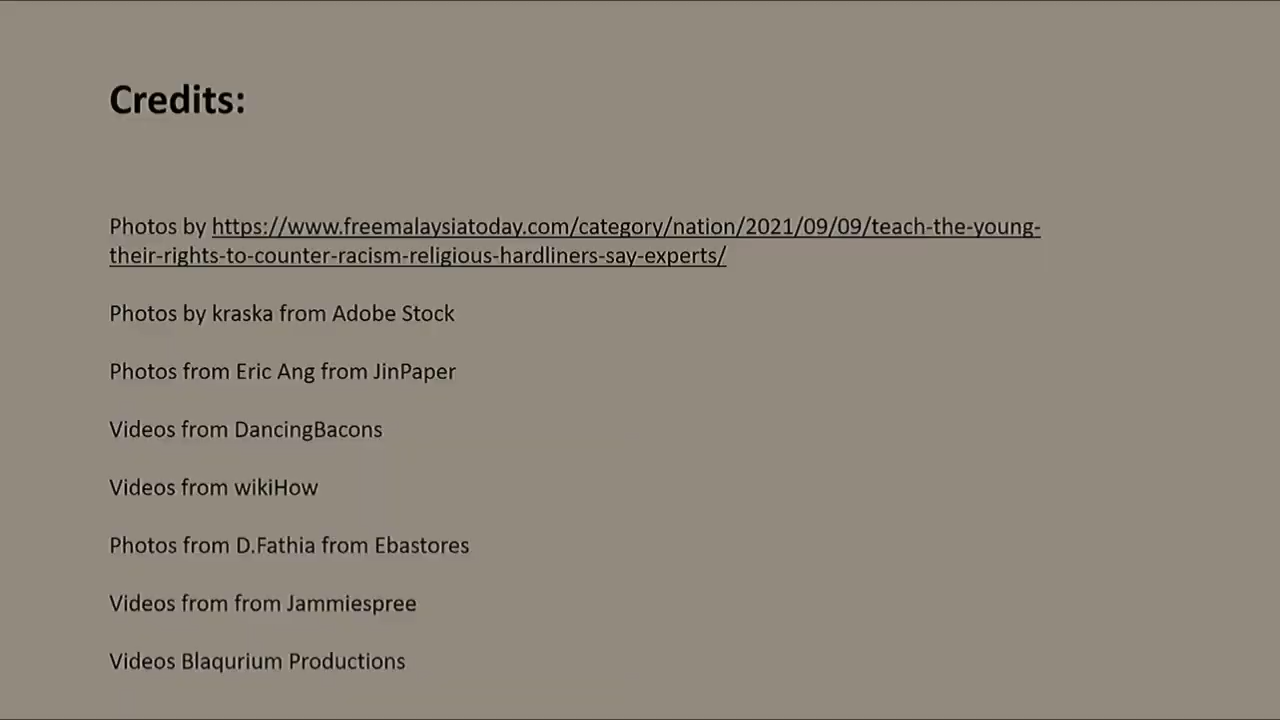 Credits:
Photos by https://www.freemalaysiatoday.com/category/nation/2021/09/09/teach-the-young-
their-rights-to-counter-racism-religious-hardliners-say-experts/
Photos by kraska from Adobe Stock
Photos from Eric Ang from JinPaper
Videos from DancingBacons
Videos from wikiHow
Photos from D.Fathia from Ebastores
Videos from from Jammiespree
Videos Blaqurium Productions